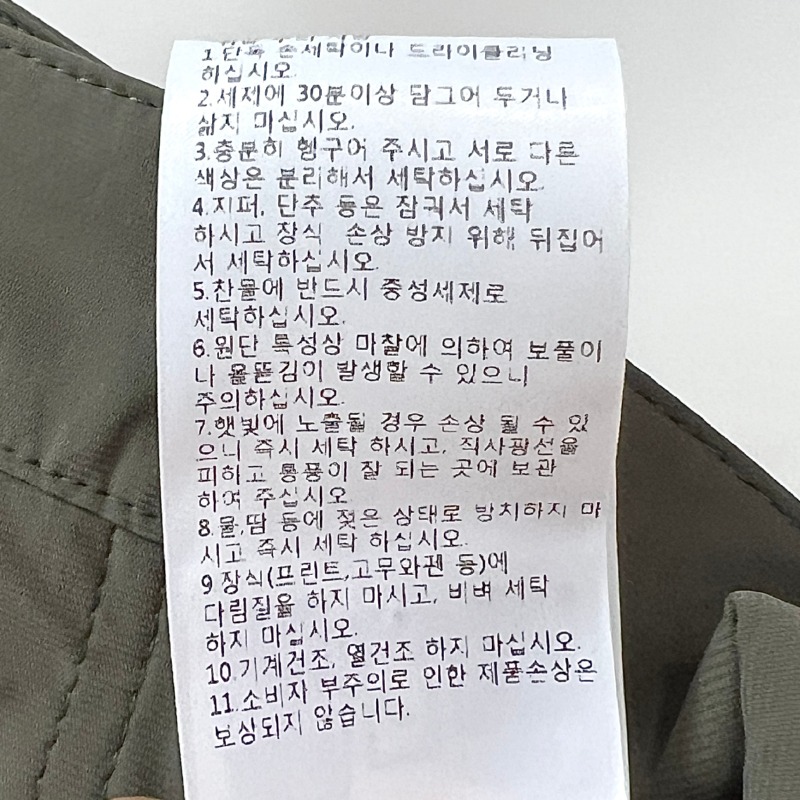 1.단독 손세탁이나 드라이클리닝
하십시오.
2.세제에 30분이상 담그어 두거나
삶지 마십시오.
3.충분히 헹구어 주시고 서로 다른
색상은 분리해서 세탁하십시오.
4.지퍼, 단추 등은 잠궈서 세탁
하시고 장식 손상 방지 위해 뒤집어
서 세탁하십시오.
5.찬물에 반드시 중성세제로
세탁하십시오.
6.원단 특성상 마찰에 의하여 보풀이
나 올뜯김이 발생할 수 있으니
주의하십시오.
7.햇빛에 노출될 경우 손상 될 수 있
으니 즉시 세탁 하시고, 직사광선을
피하고 통풍이 잘 되는 곳에 보관
하여 주십시오
8.물,땀 등에 젖은 상태로 방치하지 마
시고 즉시 세탁 하십시오.
9 장식(프린트,고무와펜 등)에
다림질을 하지 마시고, 비벼 세탁
하지 마십시오.
10.기계건조, 열건조 하지 마십시오.
11.소비자 부주의로 인한 제품손상은
보상되지 않습니다.